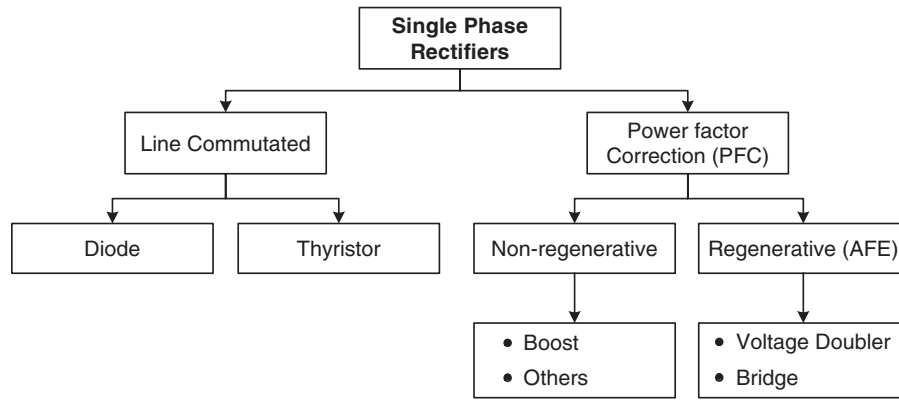 Single Phase
Rectifiers
Line Commutated
Power factor
Correction (PFC)
Diode
Thyristor
Non-regenerative
Regenerative (AFE)
• Boost
• Others
• Voltage Doubler
• Bridge